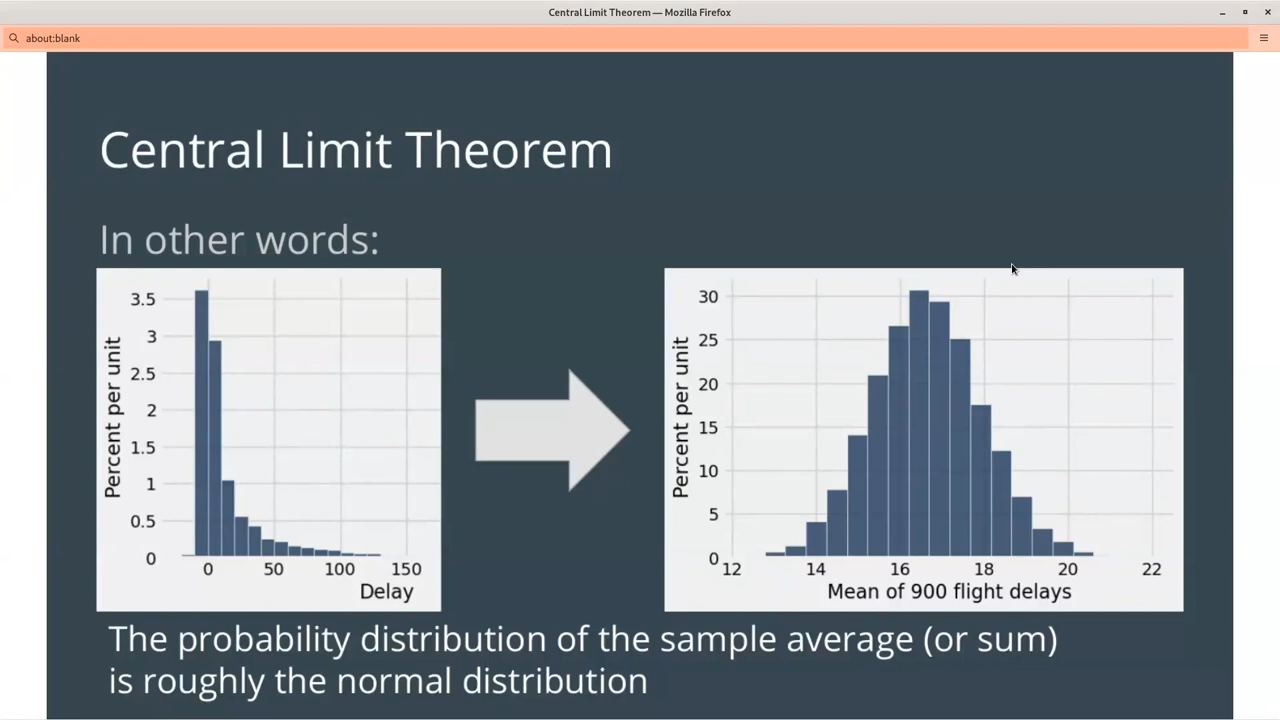 Central Limit Theorem — Mozilla Firefox
about:blank
Central Limit Theorem
In other words:
Percent per unit
3.5
3
2.5
2
1.5
1
0.5
0
0 50 100 150
Delay
Percent per unit
30
25
20
15
10
5
0
12 14 16 18 20 22
Mean of 900 flight delays
The probability distribution of the sample average (or sum)
is roughly the normal distribution